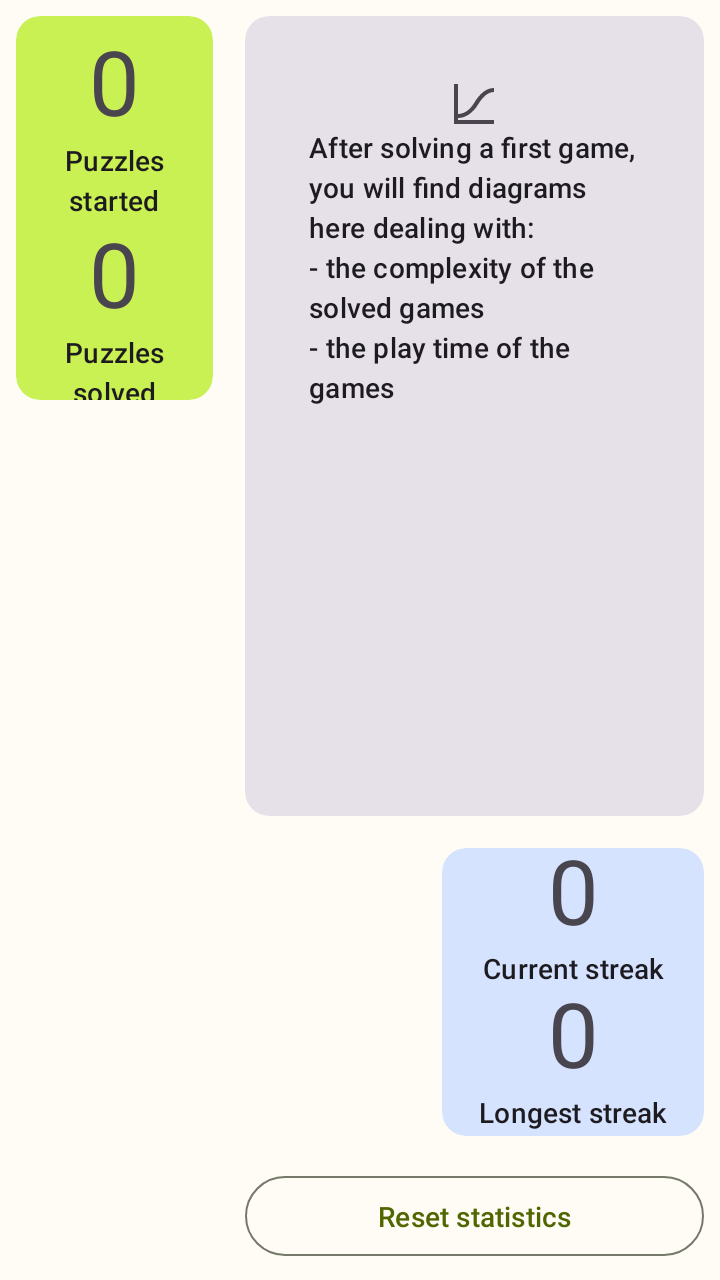 0
Puzzles
started
0
Puzzles
solved
After solving a first game,
you will find diagrams
here dealing with:
- the complexity of the
solved games
- the play time of the
games
0
Current streak
0
Longest streak
Reset statistics